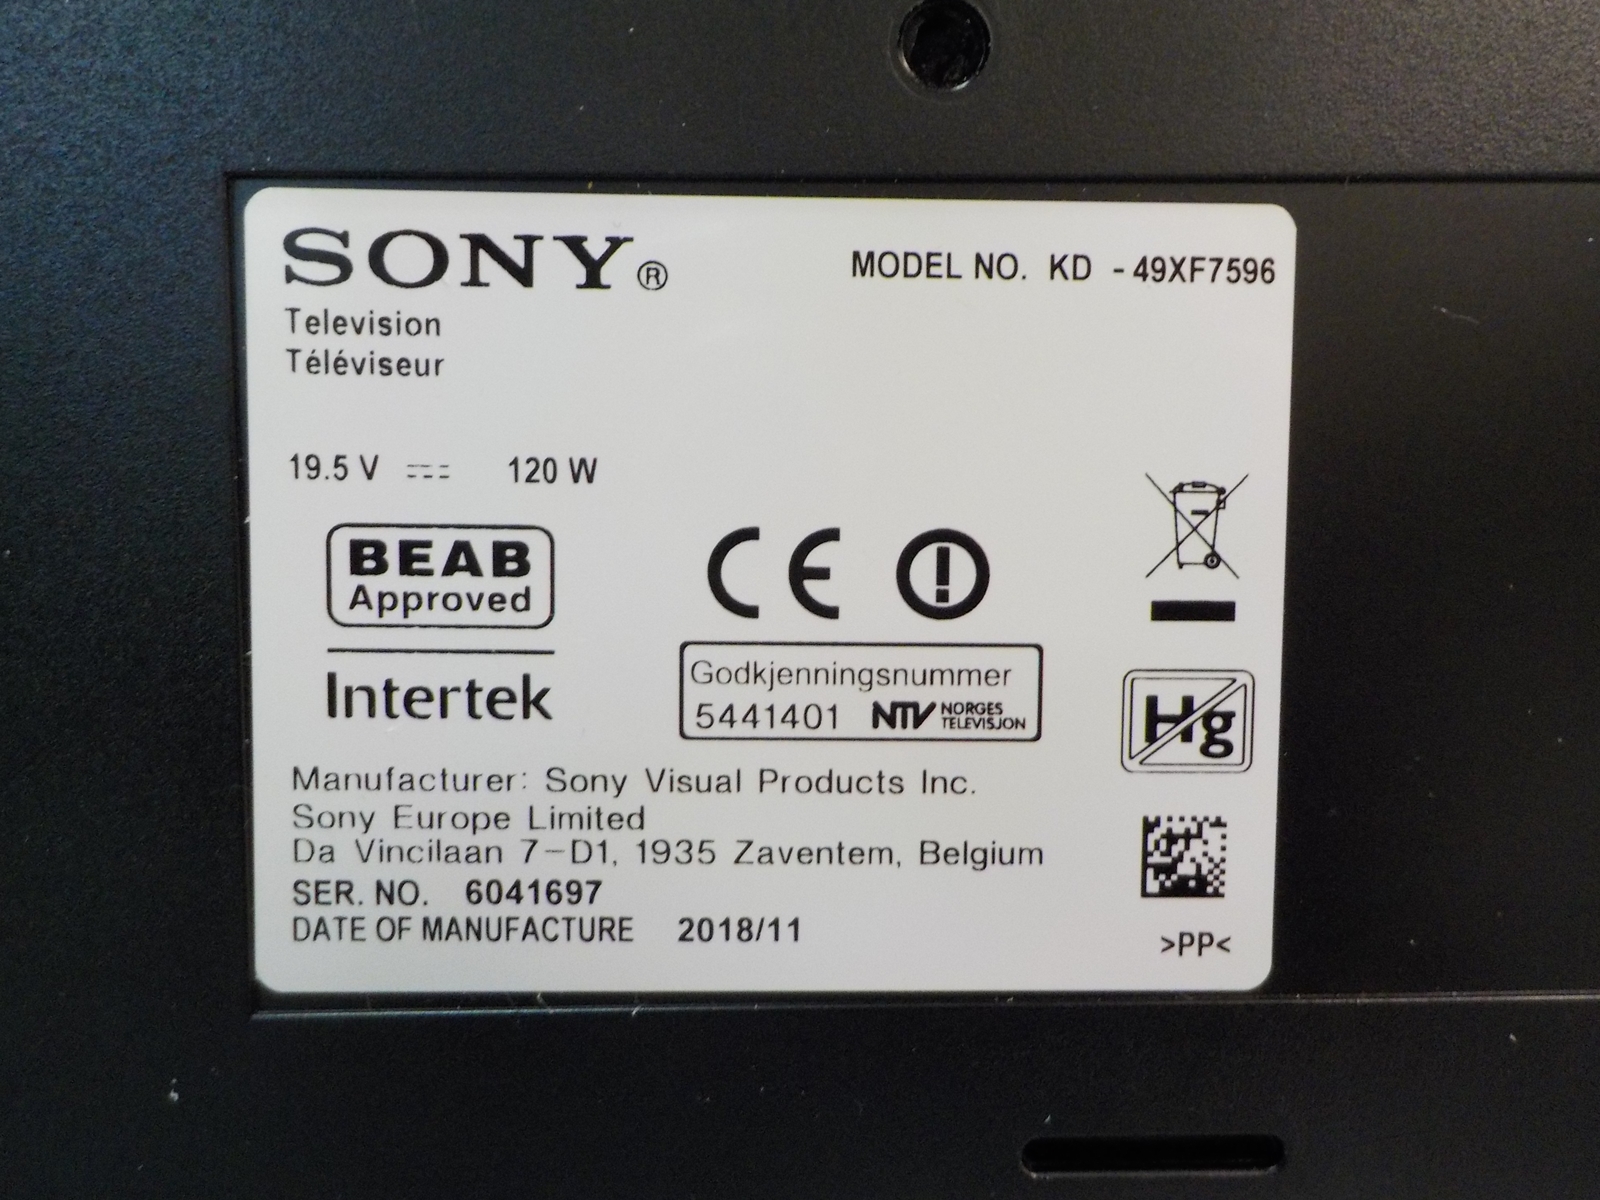 SONY®
MODEL NO. KD - 49XF7596
Television
Téléviseur
19.5 V 120 W
BEAB
Approved
Intertek
CE
Godkjenningsnummer
5441401 NTV NORGES TELEVISJON
Hg
Manufacturer: Sony Visual Products Inc.
Sony Europe Limited
Da Vincilaan 7-D1, 1935 Zaventem, Belgium
SER. NO. 6041697
DATE OF MANUFACTURE 2018/11
>PP<